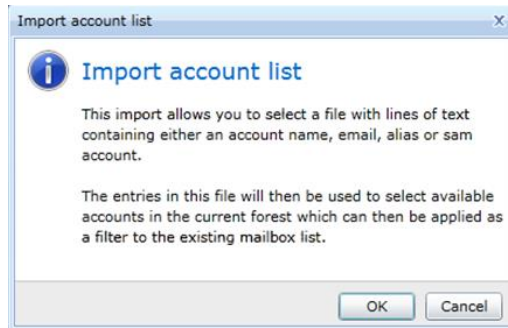 Import account list
Import account list
This import allows you to select a file with lines of text
containing either an account name, email, alias or sam
account.
The entries in this file will then be used to select available
accounts in the current forest which can then be applied as
a filter to the existing mailbox list.
OK Cancel